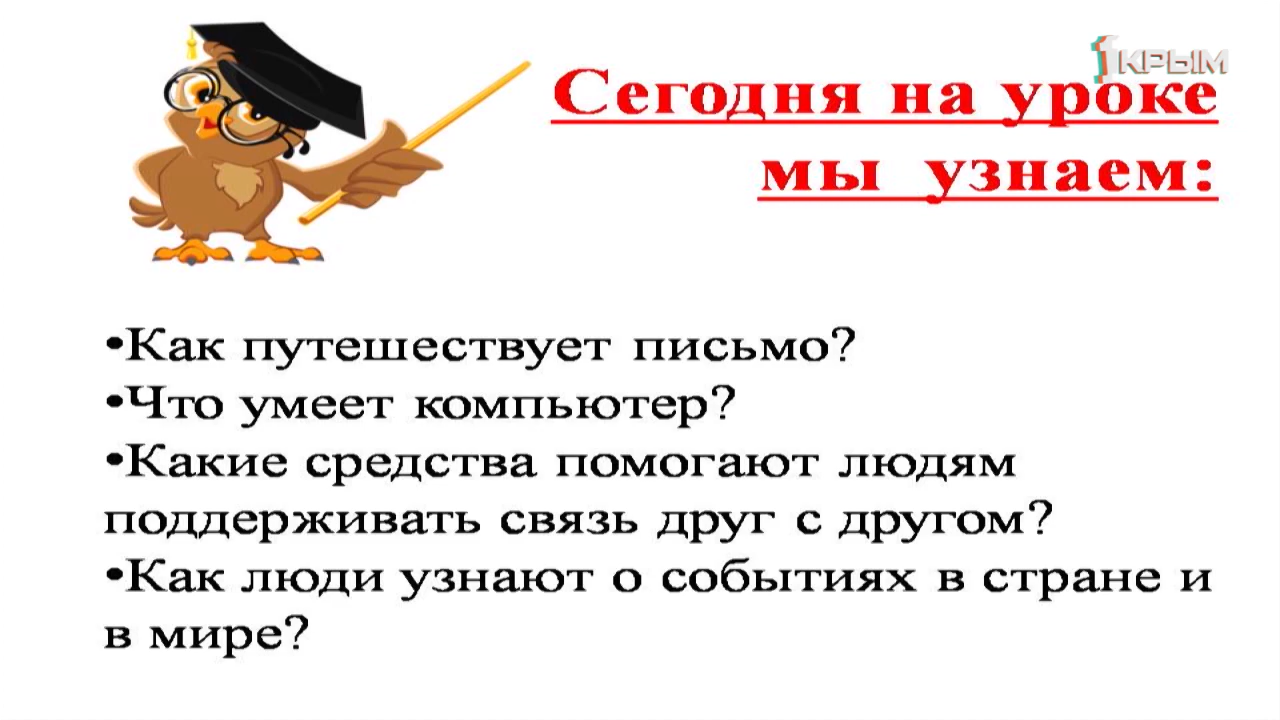 1КРЫМ
Сегодня на уроке
мы узнаем:
•Как путешествует письмо?
•Что умеет компьютер?
•Какие средства помогают людям
поддерживать связь друг с другом?
•Как люди узнают о событиях в стране и
в мире?